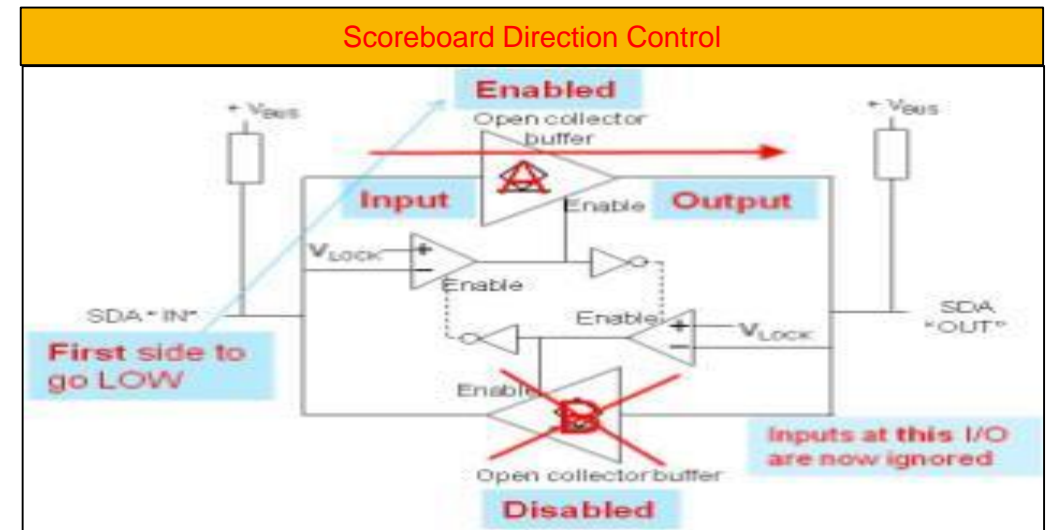 Scoreboard Direction Control
Enabled
+ VBUS
Open collector
buffer
+ VBUS
A
Input
Enable
Output
VLOCK
+
−
Enable
SDA "IN"
Enable
+
−
VLOCK
SDA
"OUT"
First side to
go LOW
Enable
B
Inputs at this I/O
are now ignored
Open collector buffer
Disabled